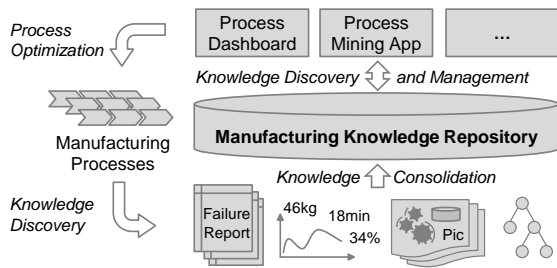 Process Optimization
Process Dashboard
Process Mining App
...
Knowledge Discovery and Management
Manufacturing Processes
Manufacturing Knowledge Repository
Knowledge Discovery
Knowledge Consolidation
Failure Report
46kg
18min
34%
Pic